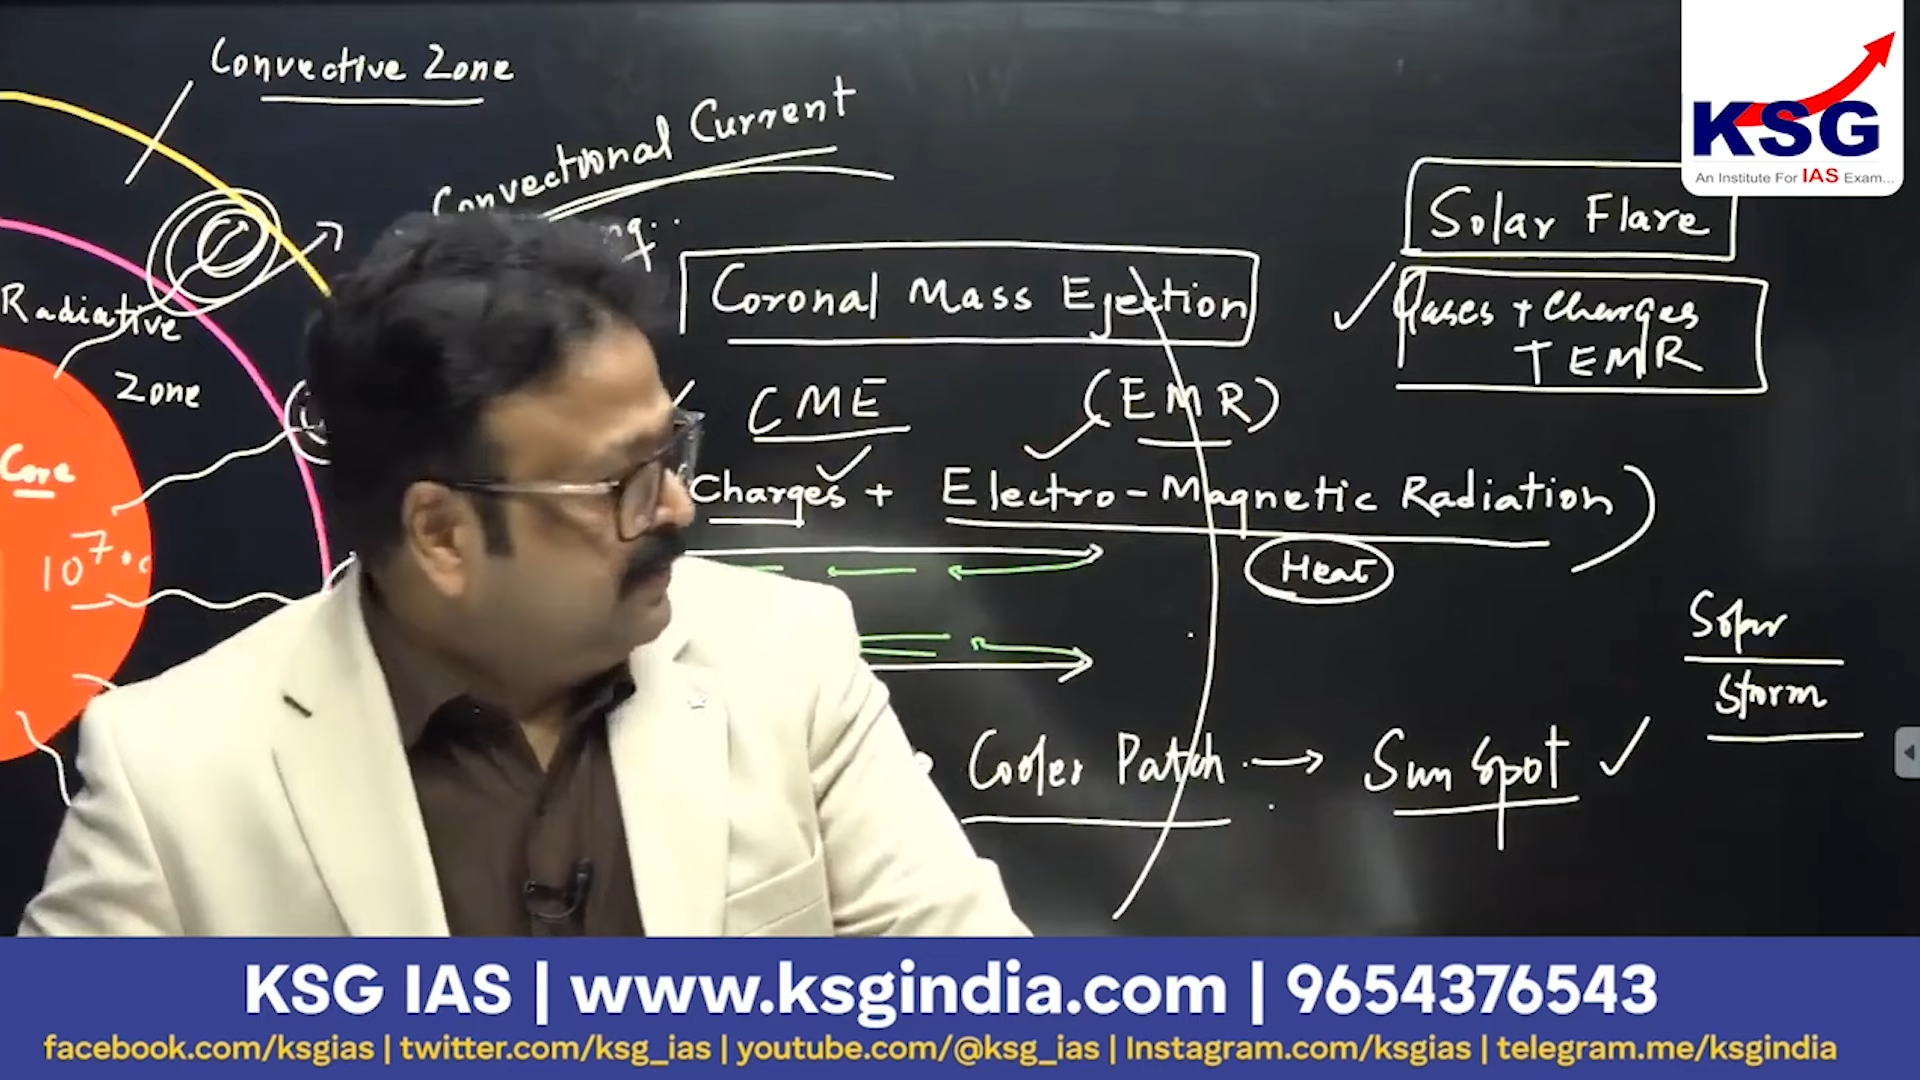 Convective Zone
Convectional Current
Radiative
Zone
Core
10⁷°c
Coronal Mass Ejection
CME (EMR)
Charges + Electro-Magnetic Radiation)
Heat
Cooler Patch → Sun Spot ✓
Solar Flare
Gases + Charges
+ EMR
Solar
Storm
KSG
An Institute For IAS Exam...
KSG IAS | www.ksgindia.com | 9654376543
facebook.com/ksgias | twitter.com/ksg_ias | youtube.com/@ksg_ias | Instagram.com/ksgias | telegram.me/ksgindia